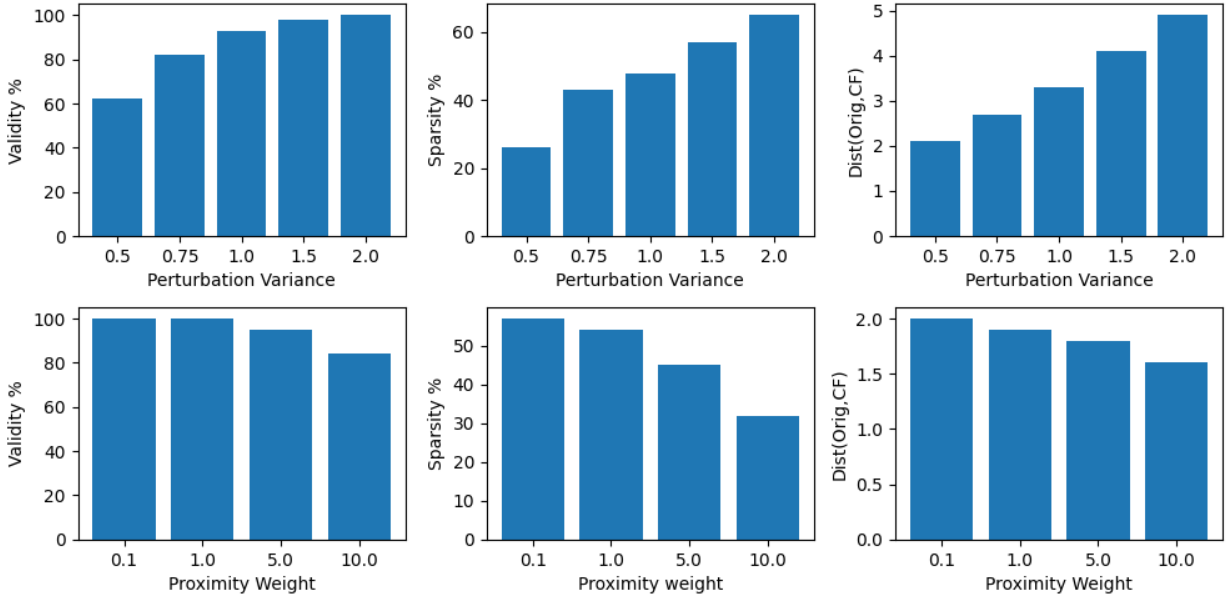 Validity %
100
80
60
40
20
0
0.5 0.75 1.0 1.5 2.0
Perturbation Variance
Sparsity %
60
40
20
0
0.5 0.75 1.0 1.5 2.0
Perturbation Variance
Dist(Orig,CF)
5
4
3
2
1
0
0.5 0.75 1.0 1.5 2.0
Perturbation Variance
Validity %
100
80
60
40
20
0
0.1 1.0 5.0 10.0
Proximity Weight
Sparsity %
50
40
30
20
10
0
0.1 1.0 5.0 10.0
Proximity weight
Dist(Orig,CF)
2.0
1.5
1.0
0.5
0.0
0.1 1.0 5.0 10.0
Proximity Weight